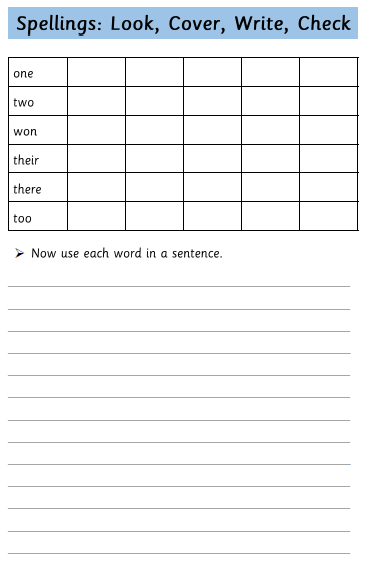 Spellings: Look, Cover, Write, Check
one
two
won
their
there
too
➢ Now use each word in a sentence.